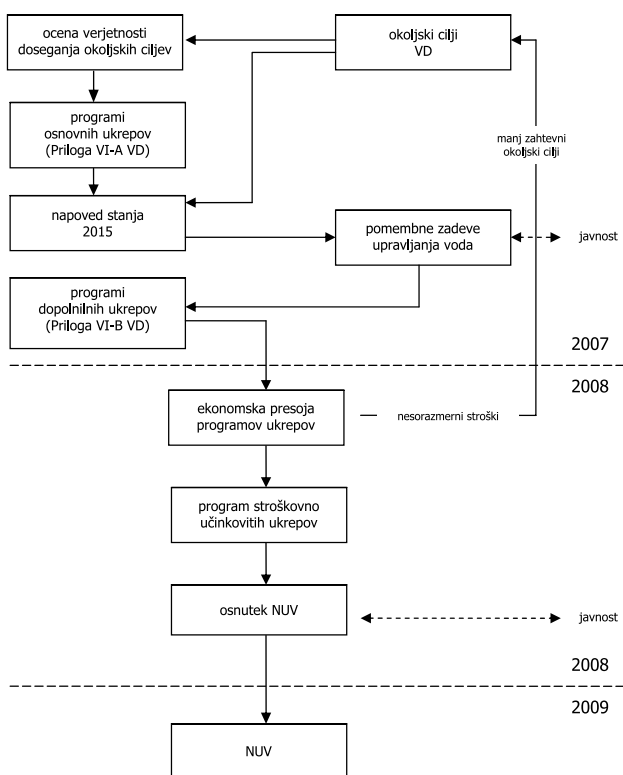 ocena verjetnosti
doseganja okoljskih ciljev
okoljski cilji
VD
programi
osnovnih ukrepov
(Priloga VI-A VD)
manj zahtevni
okoljski cilji
napoved stanja
2015
pomembne zadeve
upravljanja voda
javnost
programi
dopolnilnih ukrepov
(Priloga VI-B VD)
2007
2008
ekonomska presoja
programov ukrepov
nesorazmerni stroški
program stroškovno
učinkovitih ukrepov
osnutek NUV
javnost
2008
2009
NUV